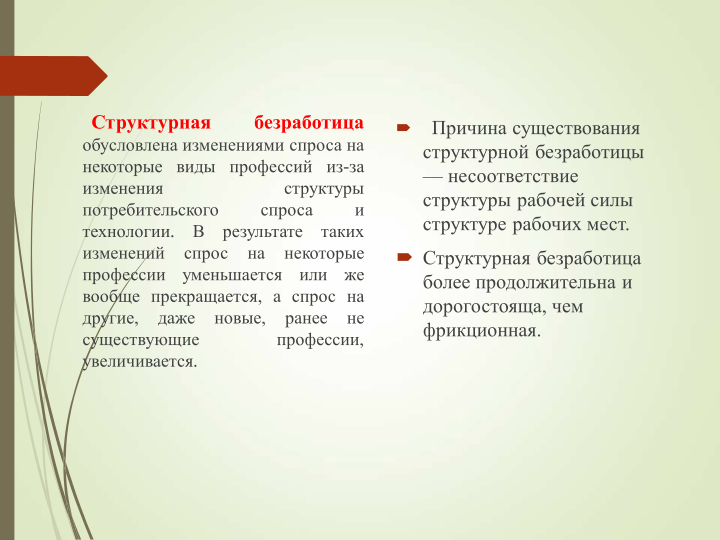 Структурная безработица
обусловлена изменениями спроса на
некоторые виды профессий из-за
изменения структуры
потребительского спроса и
технологии. В результате таких
изменений спрос на некоторые
профессии уменьшается или же
вообще прекращается, а спрос на
другие, даже новые, ранее не
существующие профессии,
увеличивается.
Причина существования
структурной безработицы
— несоответствие
структуры рабочей силы
структуре рабочих мест.
Структурная безработица
более продолжительна и
дорогостояща, чем
фрикционная.